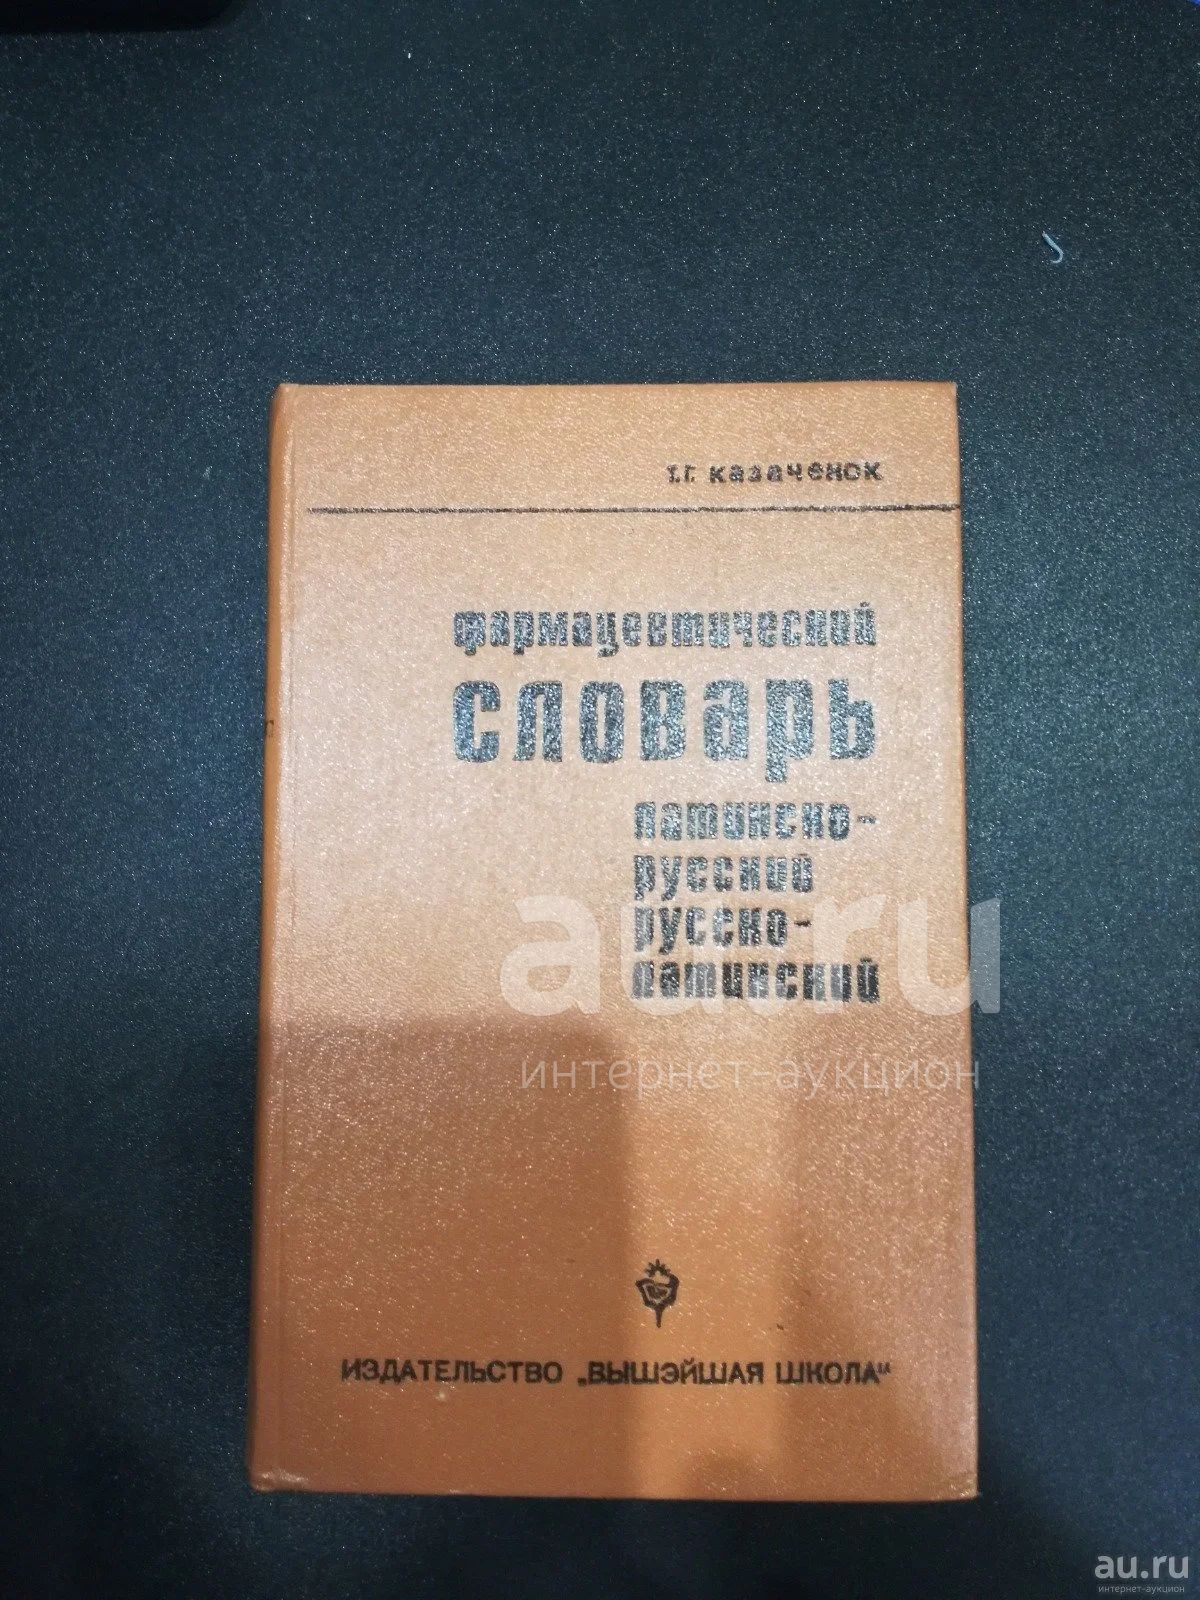 Т.Г. Казаченок
фармацевтический
словарь
латинско-
русский
русско-
латинский
au.ru
интернет-аукцион
ИЗДАТЕЛЬСТВО „ВЫШЭЙШАЯ ШКОЛА"
au.ru
интернет-аукцион